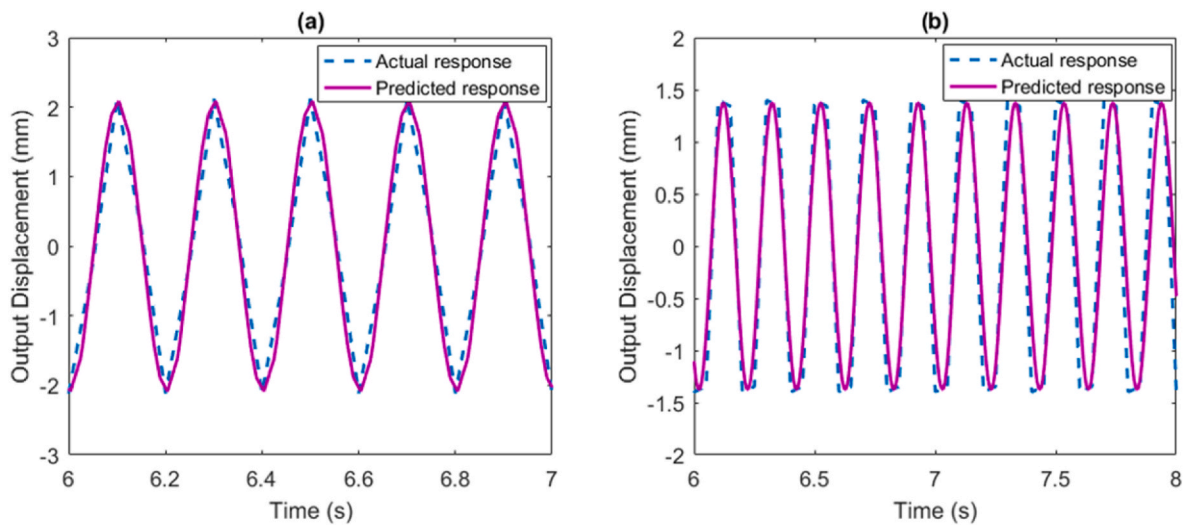 (a)
3
2
1
0
-1
-2
-3
Output Displacement (mm)
Actual response
Predicted response
6
6.2
6.4
6.6
6.8
7
Time (s)
(b)
2
1.5
1
0.5
0
-0.5
-1
-1.5
-2
Output Displacement (mm)
Actual response
Predicted response
6
6.5
7
7.5
8
Time (s)